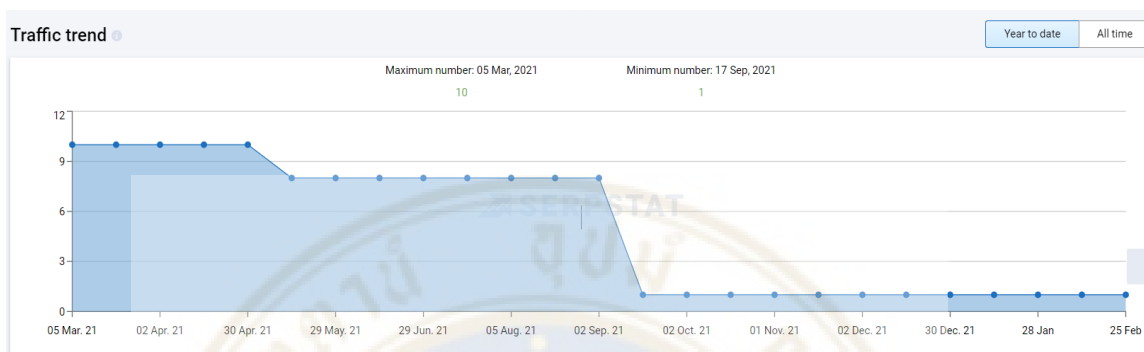 Traffic trend
Year to date
All time
Maximum number: 05 Mar, 2021
Minimum number: 17 Sep, 2021
10
1
12
9
6
3
0
SERPSTAT
05 Mar. 21
02 Apr. 21
30 Apr. 21
29 May. 21
29 Jun. 21
05 Aug. 21
02 Sep. 21
02 Oct. 21
01 Nov. 21
02 Dec. 21
30 Dec. 21
28 Jan
25 Feb